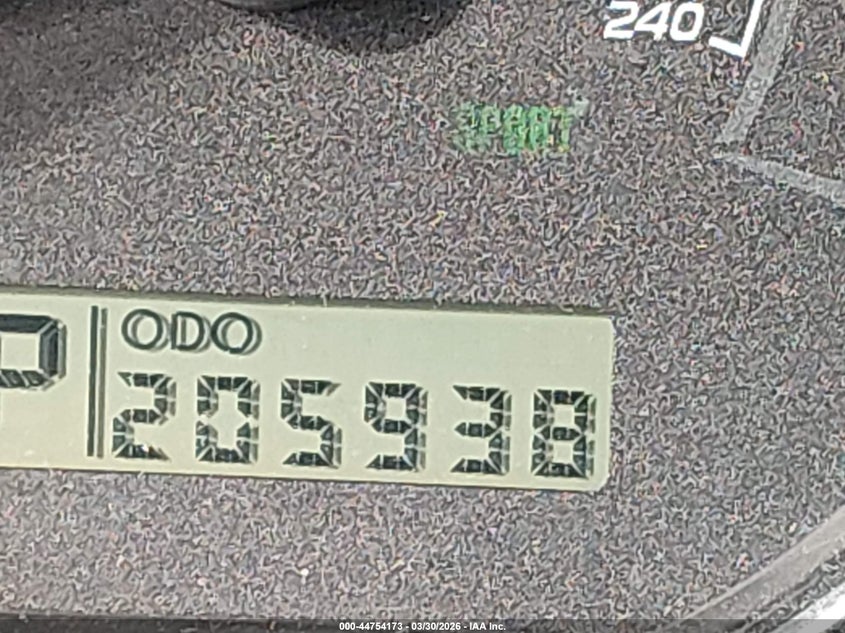 240
SPORT
P
ODO
205938
000-44754173 - 03/30/2026 - IAA Inc.